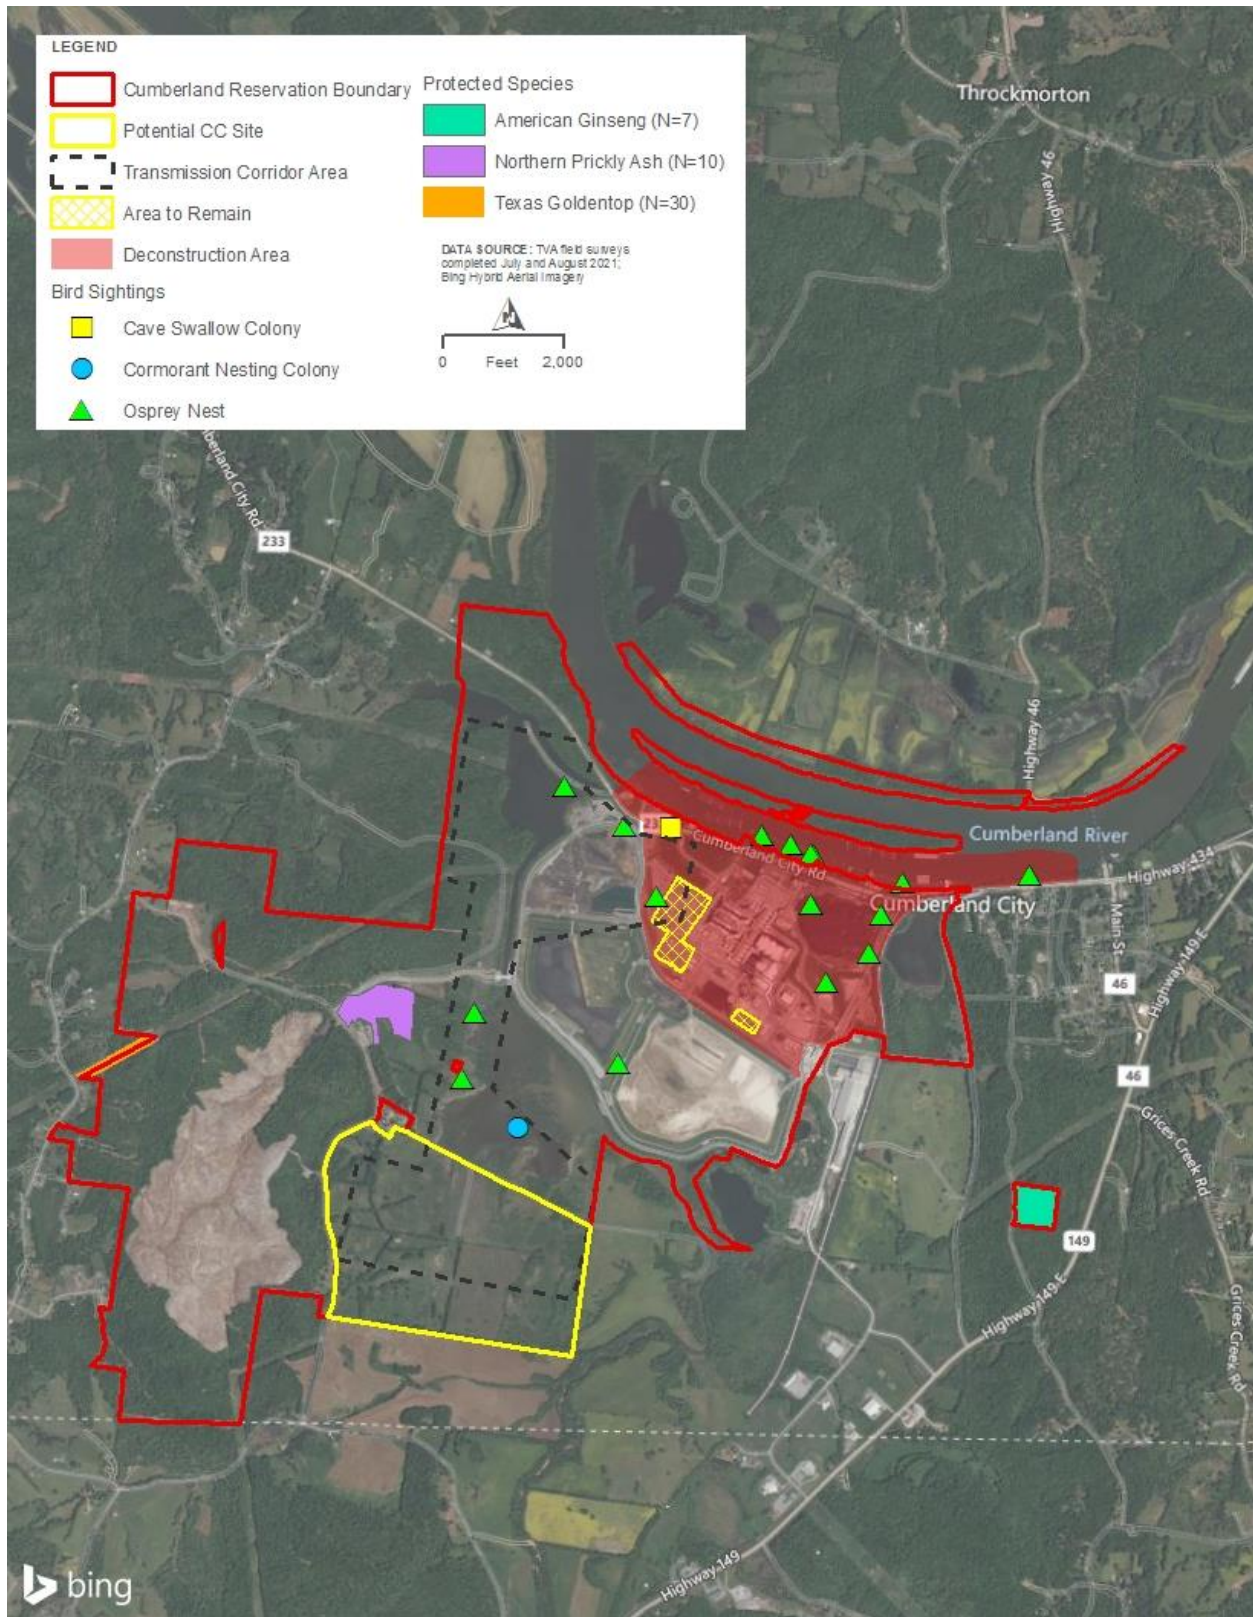 LEGEND
Cumberland Reservation Boundary
Potential CC Site
Transmission Corridor Area
Area to Remain
Deconstruction Area
Bird Sightings
Cave Swallow Colony
Cormorant Nesting Colony
Osprey Nest
Protected Species
American Ginseng (N=7)
Northern Prickly Ash (N=10)
Texas Goldentop (N=30)
DATA SOURCE: TVA field surveys
completed July and August 2021;
Bing Hybrid Aerial Imagery
N
0 Feet 2,000
Throckmorton
Highway 46
berland City Rd
233
Highway 46
23
Cumberland City Rd
Cumberland River
Highway 434
Cumberland City
Main St
46
Highway 149 E
46
Grices Creek Rd
149
Highway 149 E
Grices Creek Rd
Highway 149
bing